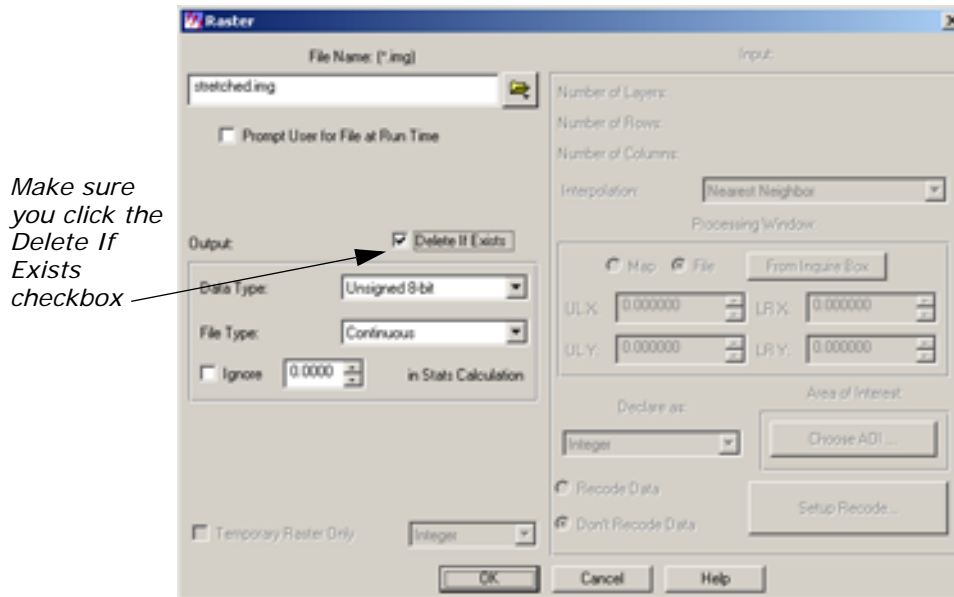 Raster
File Name: (*.img)
stretched.img
Prompt User for File at Run Time
Make sure
you click the
Delete If
Exists
checkbox
Output:
Delete If Exists
Data Type:
Unsigned 8-bit
File Type:
Continuous
Ignore
0.0000
in Stats Calculation
Temporary Raster Only
Integer
Input:
Number of Layers:
Number of Rows:
Number of Columns:
Interpolation:
Nearest Neighbor
Processing Window:
Map
File
From Inquire Box
ULX:
0.000000
LRX:
0.000000
ULY:
0.000000
LRY:
0.000000
Declare as:
Integer
Area of Interest:
Choose AOI ...
Recode Data
Don't Recode Data
Setup Recode...
OK
Cancel
Help